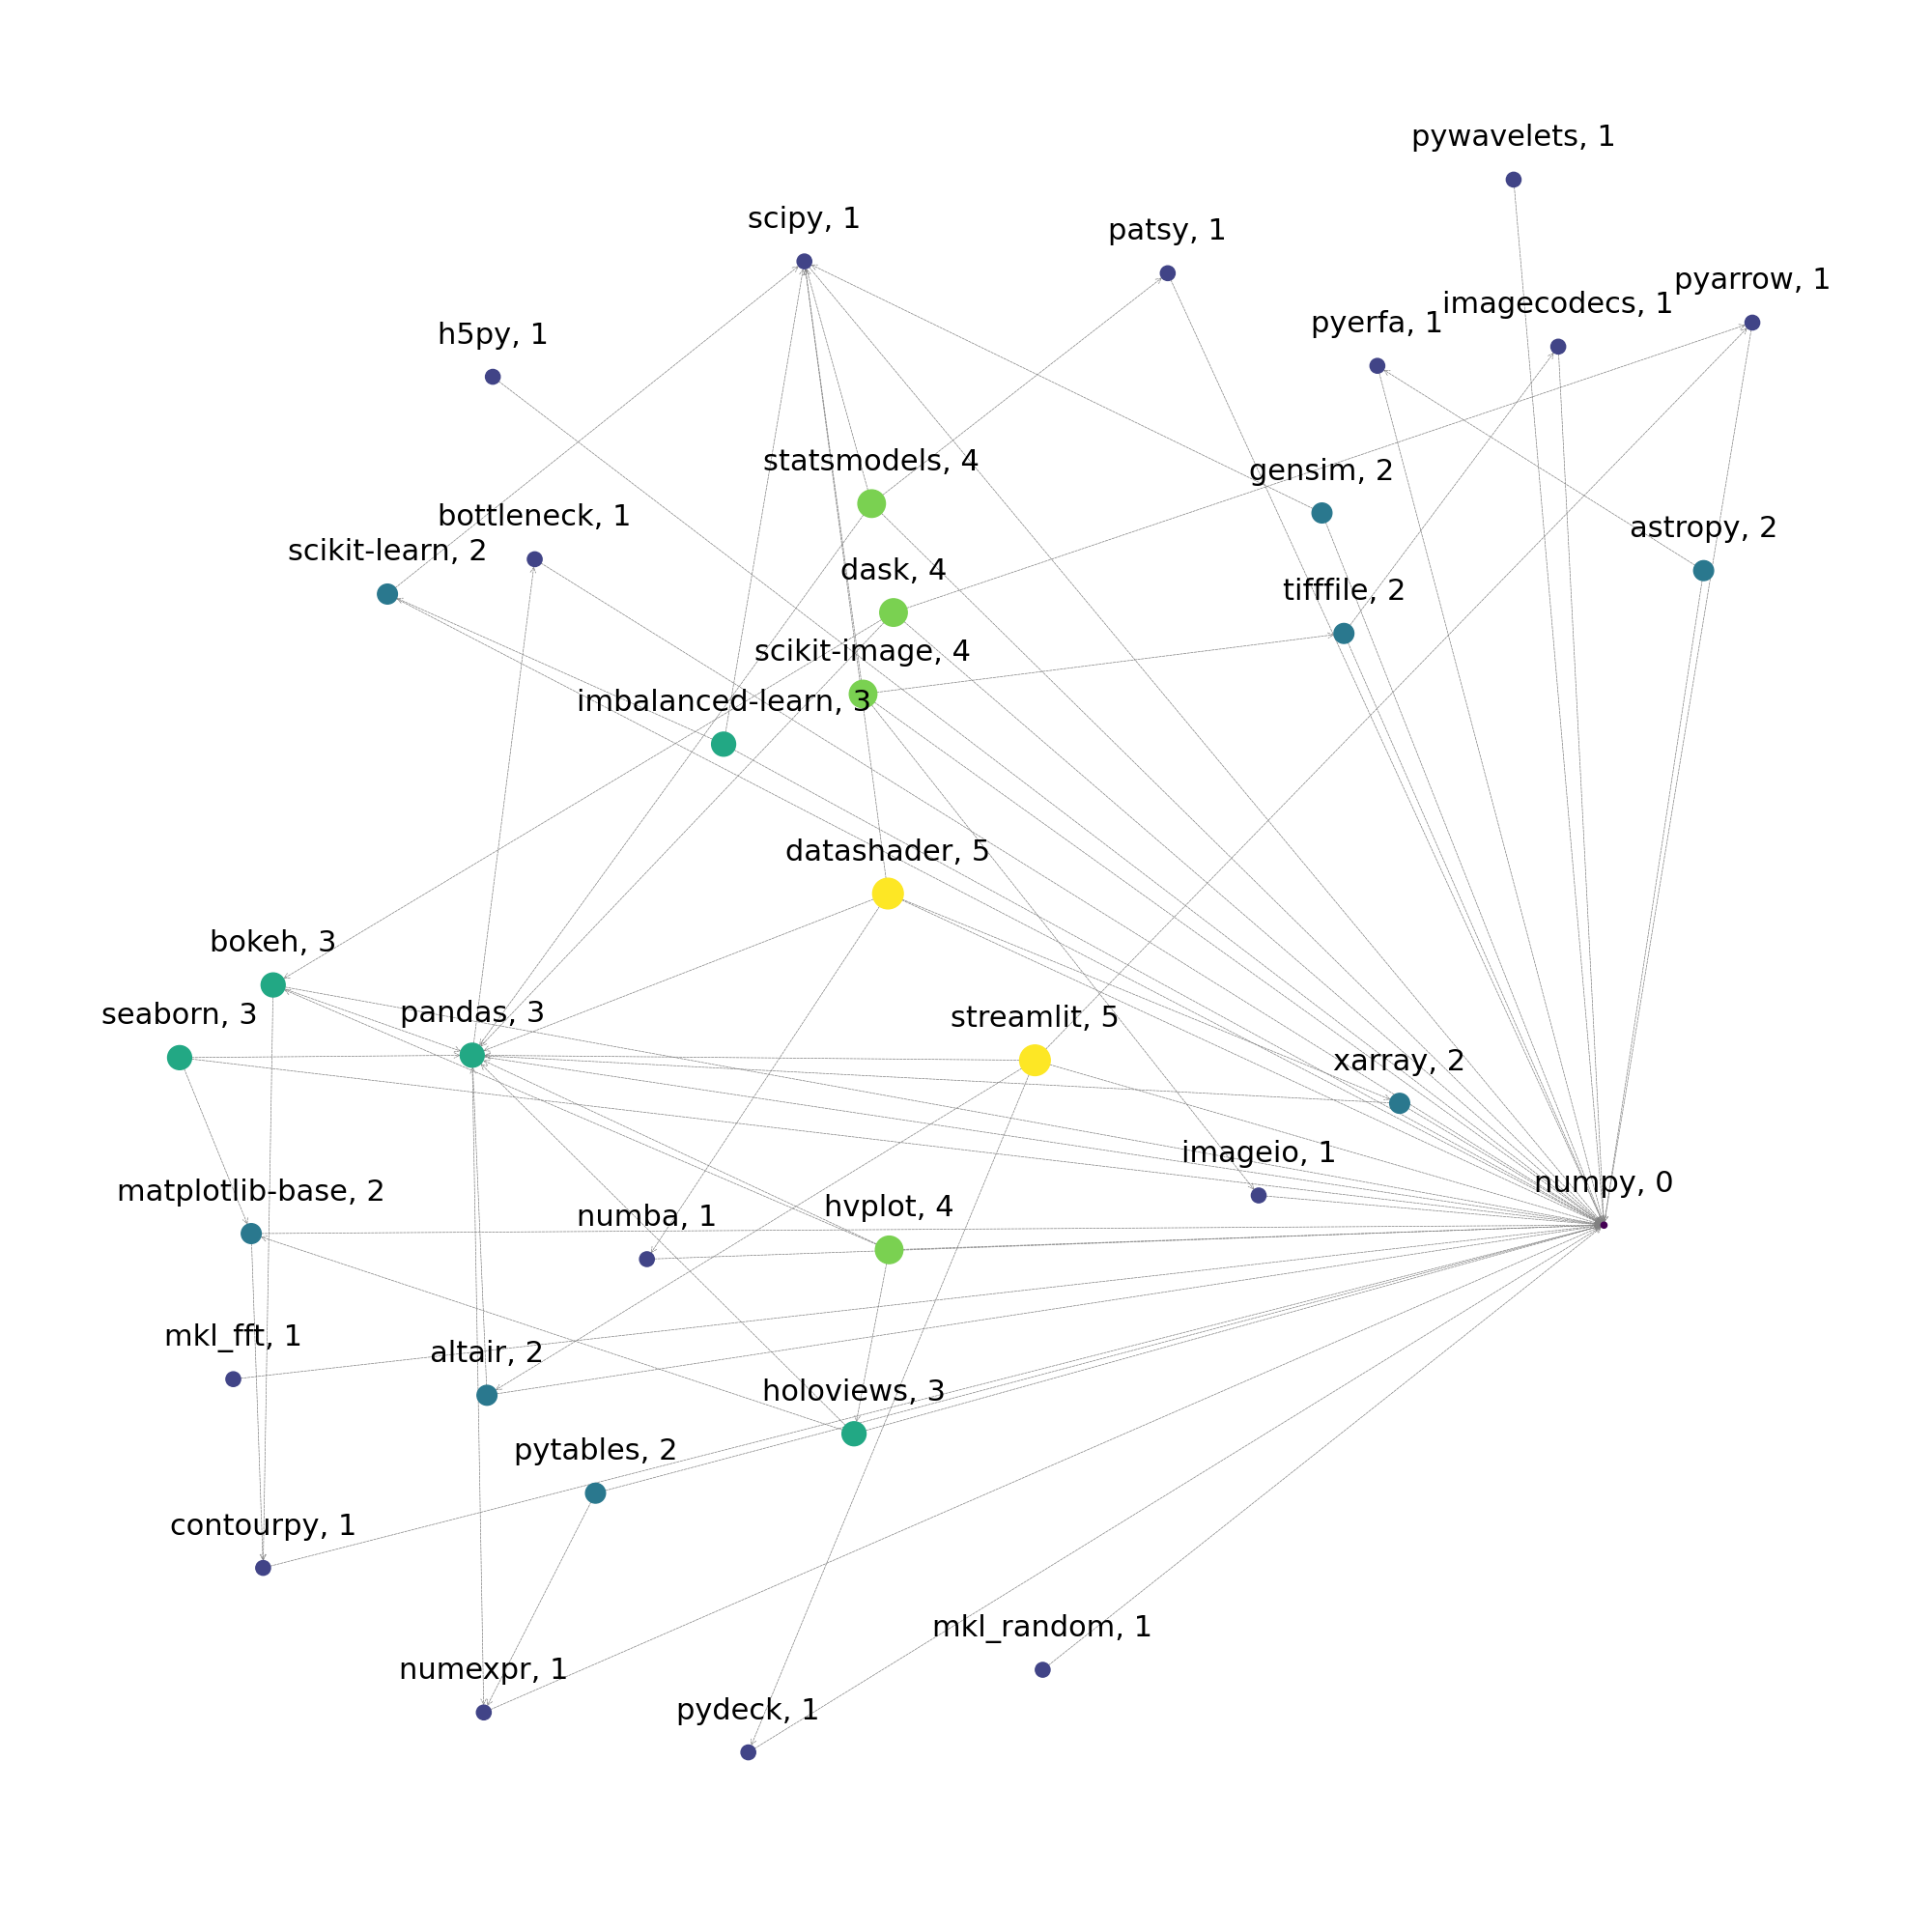 pywavelets, 1
scipy, 1
patsy, 1
pyarrow, 1
imagecodecs, 1
pyerfa, 1
h5py, 1
statsmodels, 4
gensim, 2
bottleneck, 1
astropy, 2
scikit-learn, 2
dask, 4
tifffile, 2
scikit-image, 4
imbalanced-learn, 3
datashader, 5
bokeh, 3
seaborn, 3
pandas, 3
streamlit, 5
xarray, 2
imageio, 1
numpy, 0
matplotlib-base, 2
hvplot, 4
numba, 1
mkl_fft, 1
altair, 2
holoviews, 3
pytables, 2
contourpy, 1
mkl_random, 1
numexpr, 1
pydeck, 1